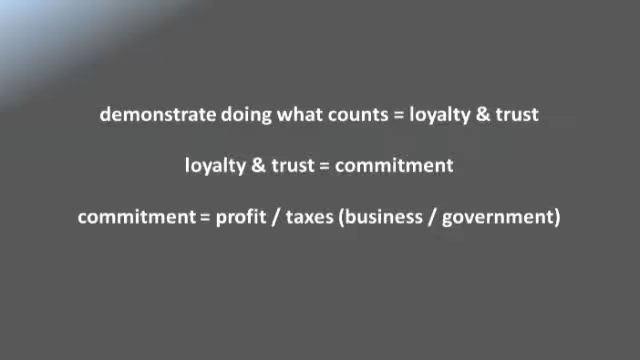 demonstrate doing what counts = loyalty & trust
loyalty & trust = commitment
commitment = profit / taxes (business / government)